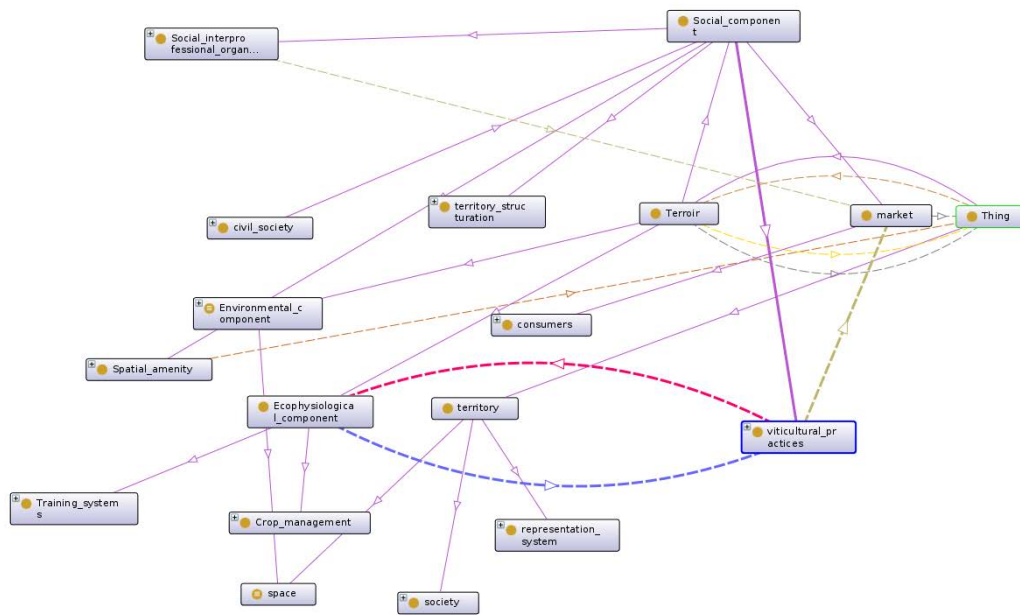 Social_componen
t
Social_interpro
fessional_organ...
territory_struc
turation
Terroir
market
Thing
civil_society
Environmental_c
omponent
consumers
Spatial_amenity
Ecophysiologica
l_component
territory
viticultural_pr
actices
Training_system
s
Crop_management
representation_
system
space
society